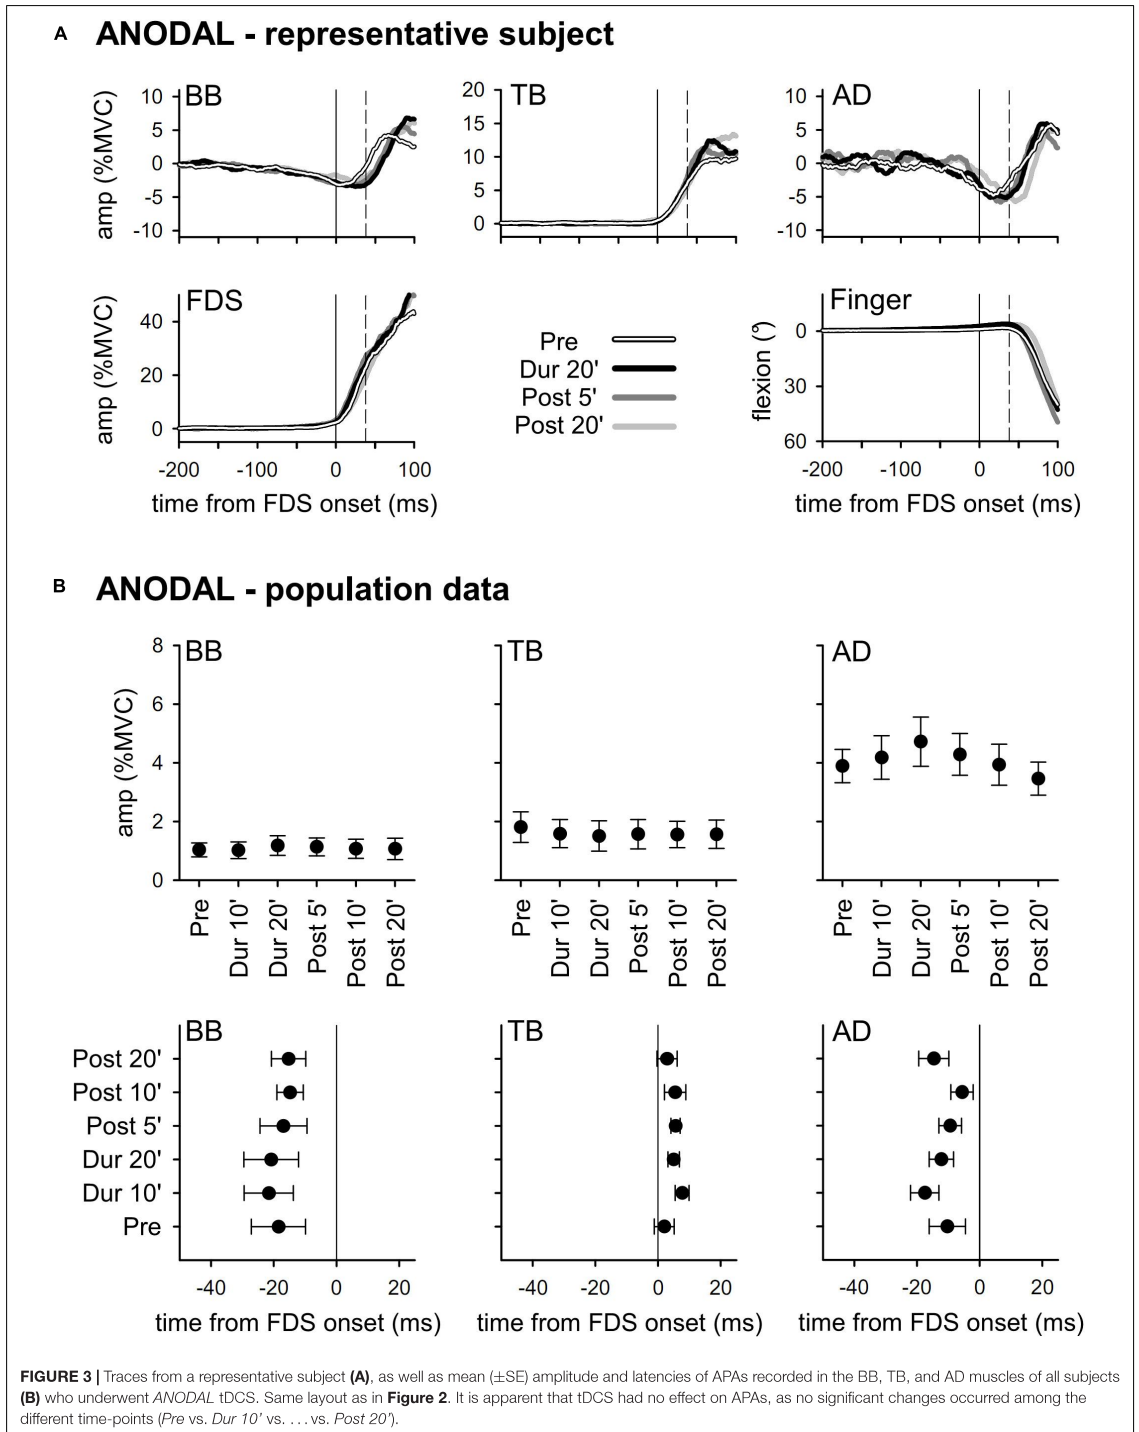 A ANODAL - representative subject
BB
TB
AD
amp (%MVC)
10
5
0
-5
-10
20
15
10
5
0
10
5
0
-5
-10
FDS
amp (%MVC)
40
20
0
-200 -100 0 100
time from FDS onset (ms)
Pre
Dur 20'
Post 5'
Post 20'
Finger
flexion (°)
0
30
60
-200 -100 0 100
time from FDS onset (ms)
B ANODAL - population data
BB
TB
AD
amp (%MVC)
8
6
4
2
0
Pre
Dur 10'
Dur 20'
Post 5'
Post 10'
Post 20'
Pre
Dur 10'
Dur 20'
Post 5'
Post 10'
Post 20'
Pre
Dur 10'
Dur 20'
Post 5'
Post 10'
Post 20'
BB
TB
AD
Post 20'
Post 10'
Post 5'
Dur 20'
Dur 10'
Pre
-40 -20 0 20
-40 -20 0 20
-40 -20 0 20
time from FDS onset (ms)
time from FDS onset (ms)
time from FDS onset (ms)
FIGURE 3 | Traces from a representative subject (A), as well as mean (±SE) amplitude and latencies of APAs recorded in the BB, TB, and AD muscles of all subjects
(B) who underwent ANODAL tDCS. Same layout as in Figure 2. It is apparent that tDCS had no effect on APAs, as no significant changes occurred among the
different time-points (Pre vs. Dur 10' vs. . . . vs. Post 20').